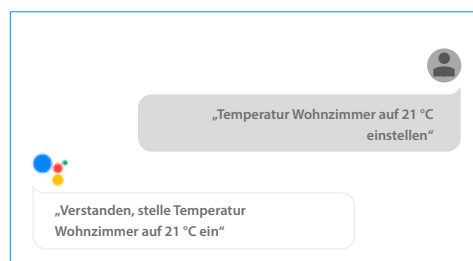 „Temperatur Wohnzimmer auf 21 °C
einstellen“
„Verstanden, stelle Temperatur
Wohnzimmer auf 21 °C ein“